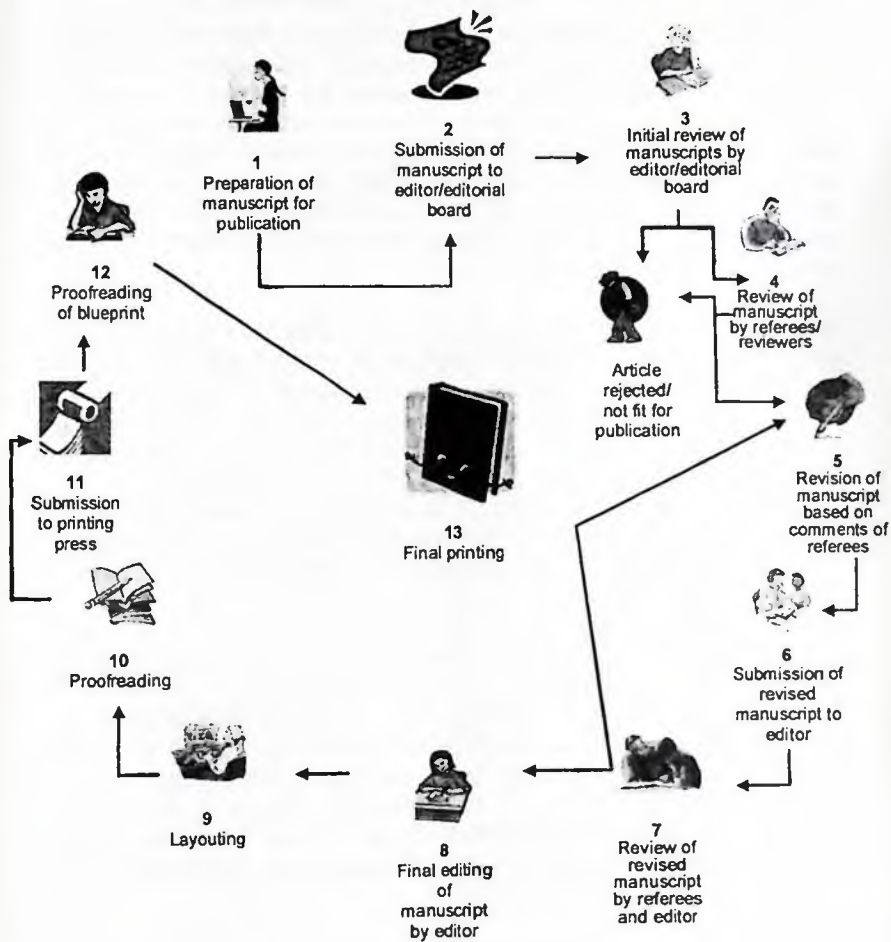 1
Preparation of
manuscript for
publication
2
Submission of
manuscript to
editor/editorial
board
3
Initial review of
manuscripts by
editor/editorial
board
4
Review of
manuscript
by referees/
reviewers
Article
rejected/
not fit for
publication
5
Revision of
manuscript
based on
comments of
referees
6
Submission of
revised
manuscript to
editor
7
Review of
revised
manuscript
by referees
and editor
8
Final editing
of
manuscript
by editor
9
Layouting
10
Proofreading
11
Submission
to printing
press
12
Proofreading
of blueprint
13
Final printing